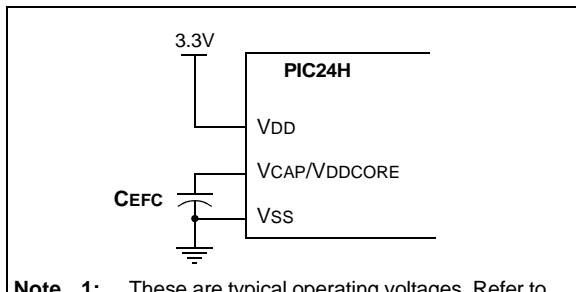 3.3V
PIC24H
VDD
VCAP/VDDCORE
CEFC
VSS
Note 1: These are typical operating voltages. Refer to